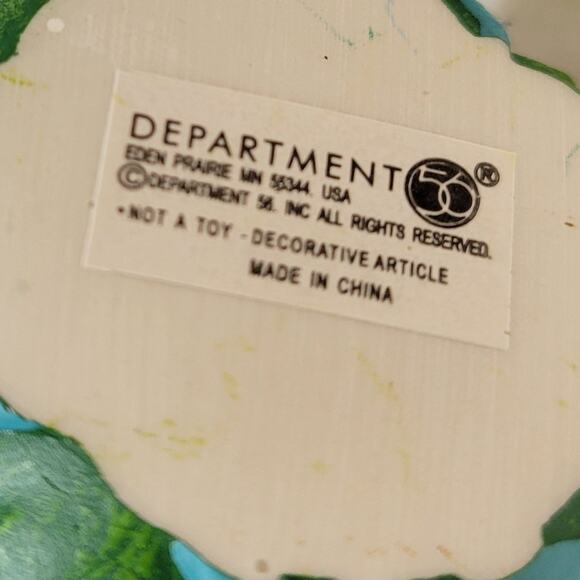 DEPARTMENT 56®
EDEN PRAIRIE MN 55344. USA
©DEPARTMENT 56. INC ALL RIGHTS RESERVED.
•NOT A TOY - DECORATIVE ARTICLE
MADE IN CHINA